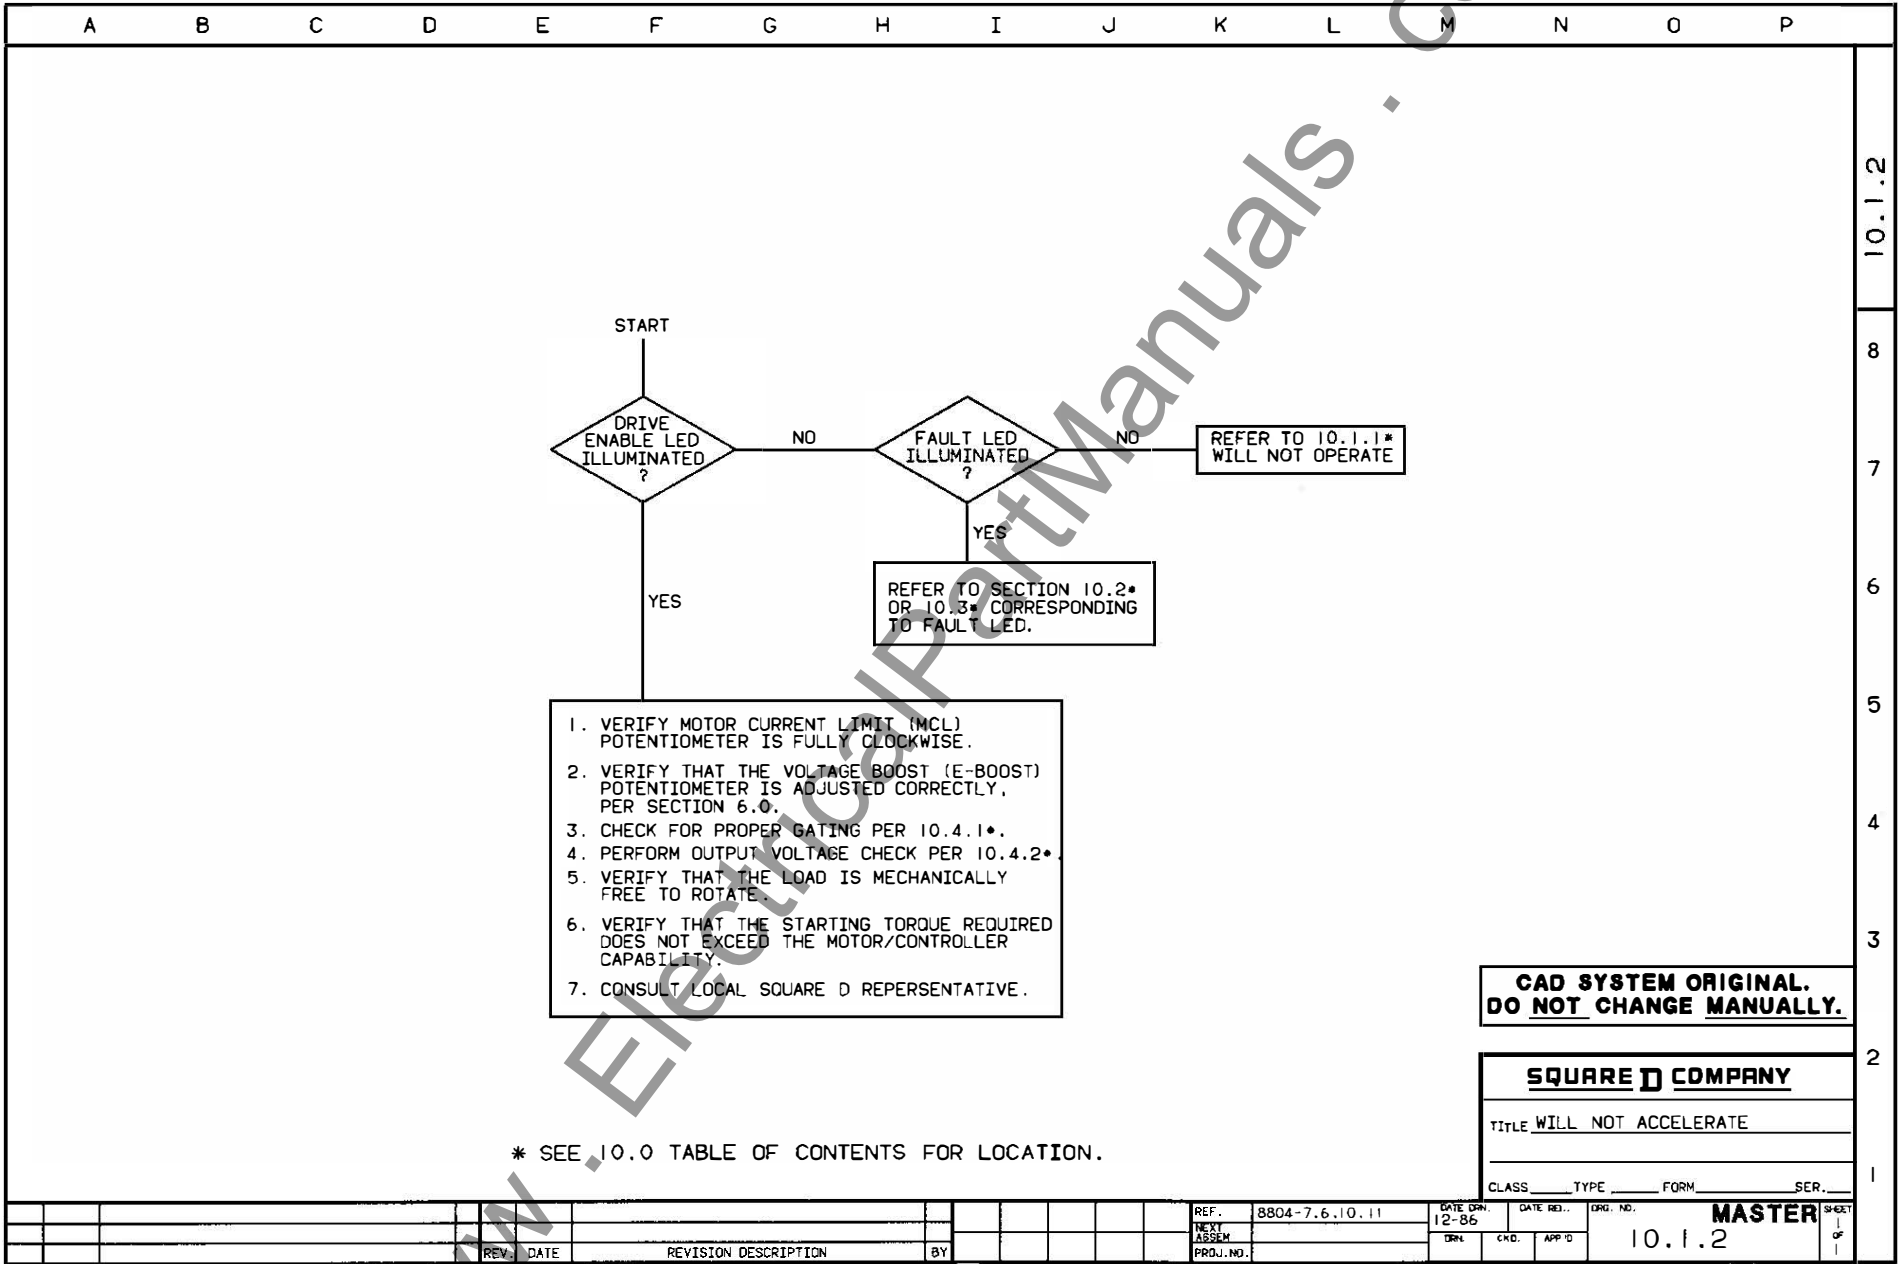 A B C D E F G H I J K L M N O P
10.1.2
8
7
6
5
4
3
2
1
START
DRIVE
ENABLE LED
ILLUMINATED
?
NO
FAULT LED
ILLUMINATED
?
NO
REFER TO 10.1.1*
WILL NOT OPERATE
YES
REFER TO SECTION 10.2*
OR 10.3* CORRESPONDING
TO FAULT LED.
YES
1. VERIFY MOTOR CURRENT LIMIT (MCL)
POTENTIOMETER IS FULLY CLOCKWISE.
2. VERIFY THAT THE VOLTAGE BOOST (E-BOOST)
POTENTIOMETER IS ADJUSTED CORRECTLY,
PER SECTION 6.0.
3. CHECK FOR PROPER GATING PER 10.4.1*.
4. PERFORM OUTPUT VOLTAGE CHECK PER 10.4.2*.
5. VERIFY THAT THE LOAD IS MECHANICALLY
FREE TO ROTATE.
6. VERIFY THAT THE STARTING TORQUE REQUIRED
DOES NOT EXCEED THE MOTOR/CONTROLLER
CAPABILITY.
7. CONSULT LOCAL SQUARE D REPERSENTATIVE.
* SEE 10.0 TABLE OF CONTENTS FOR LOCATION.
CAD SYSTEM ORIGINAL.
DO NOT CHANGE MANUALLY.
SQUARE D COMPANY
TITLE WILL NOT ACCELERATE
CLASS TYPE FORM SER.
REV. DATE REVISION DESCRIPTION BY
REF. 8804-7.6.10.11
NEXT
ASSEM
PROJ.NO.
DATE DRN. 12-86
DATE REL.
DRN. CKD. APP'D
DRG. NO. MASTER
10.1.2
SHEET
1
OF
1
w . ElectricalPartManuals . c